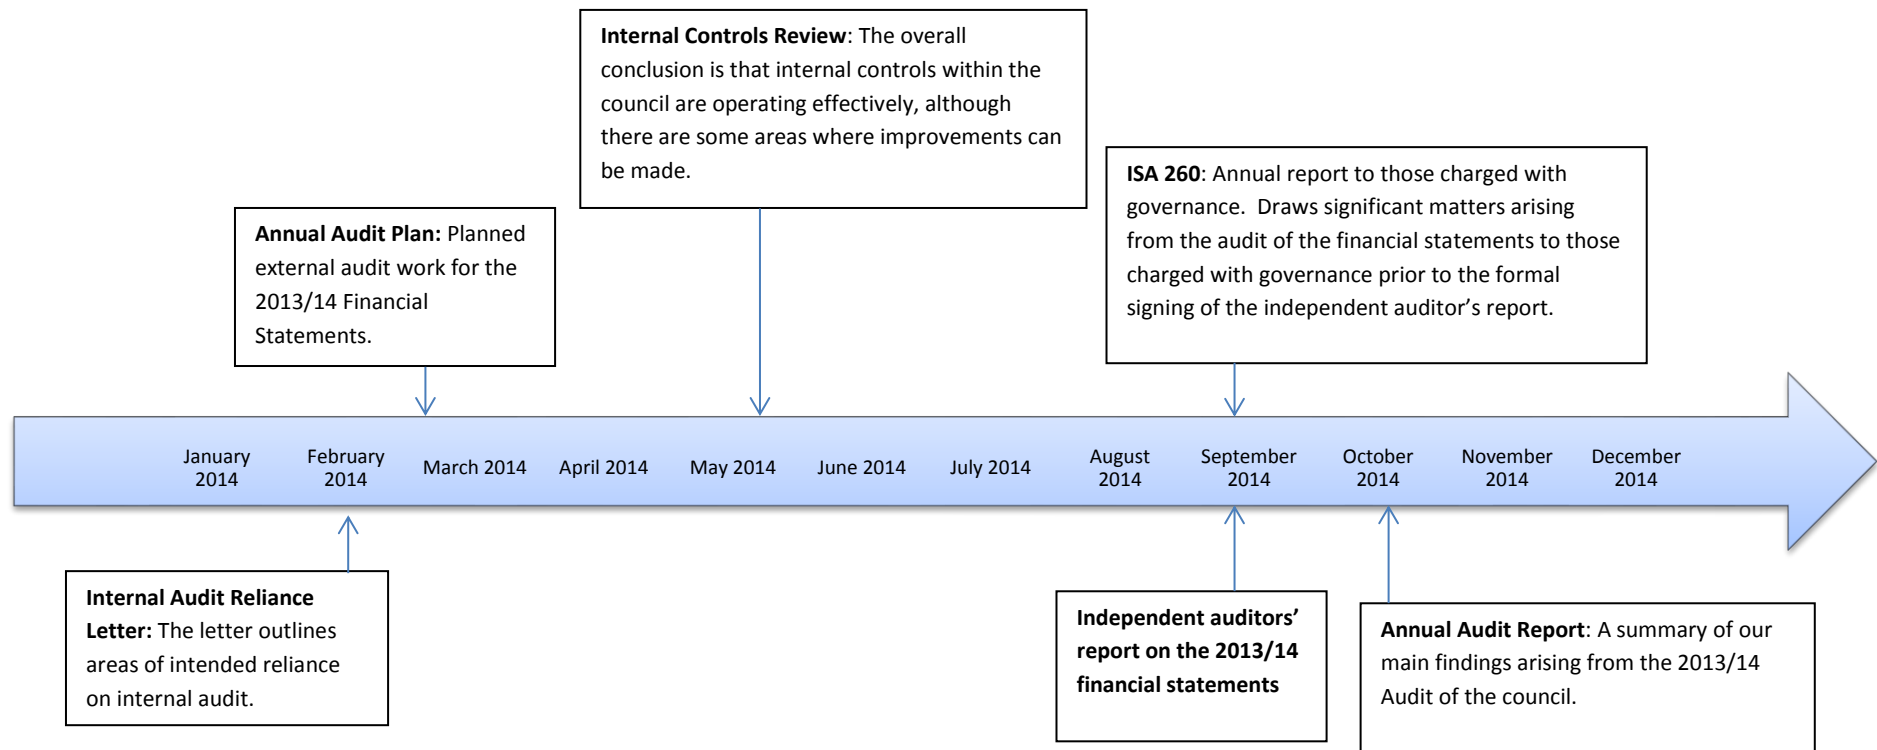 Internal Controls Review: The overall
conclusion is that internal controls within the
council are operating effectively, although
there are some areas where improvements can
be made.
ISA 260: Annual report to those charged with
governance.  Draws significant matters arising
from the audit of the financial statements to those
charged with governance prior to the formal
signing of the independent auditor’s report.
Annual Audit Plan: Planned
external audit work for the
2013/14 Financial
Statements.
January
2014
February
2014
March 2014
April 2014
May 2014
June 2014
July 2014
August
2014
September
2014
October
2014
November
2014
December
2014
Internal Audit Reliance
Letter: The letter outlines
areas of intended reliance
on internal audit.
Independent auditors’
report on the 2013/14
financial statements
Annual Audit Report: A summary of our
main findings arising from the 2013/14
Audit of the council.